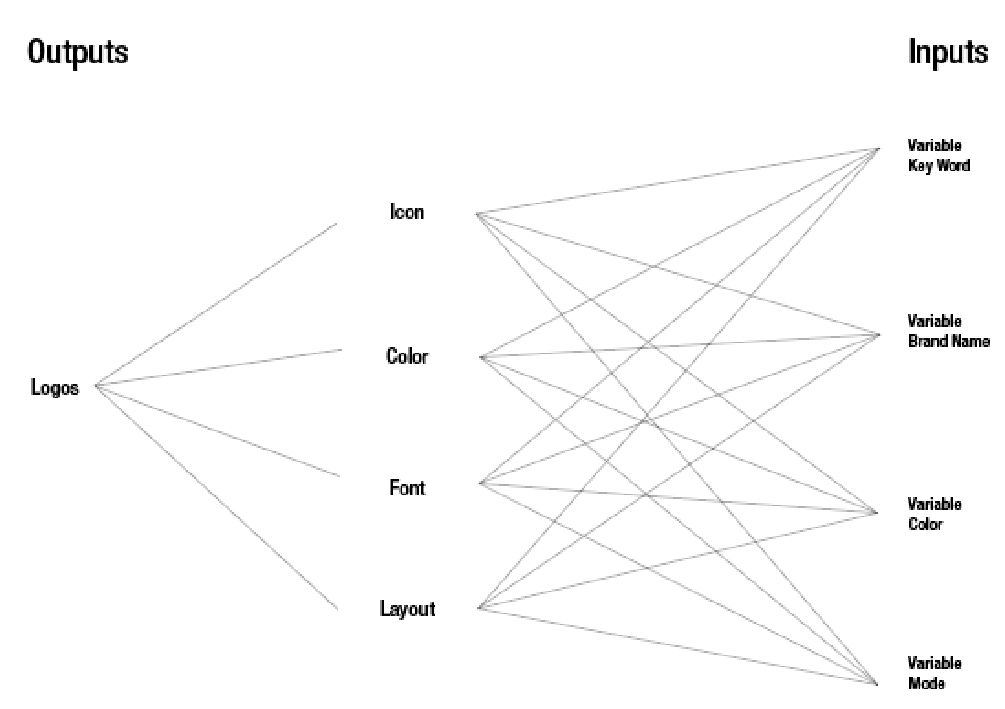 Outputs
Inputs
Variable
Key Word
Icon
Variable
Brand Name
Color
Logos
Font
Variable
Color
Layout
Variable
Mode